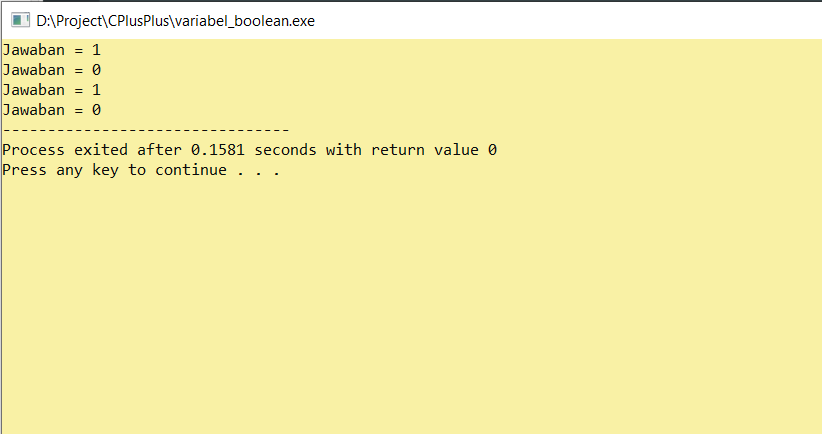 D:\Project\CPlusPlus\variabel_boolean.exe
Jawaban = 1
Jawaban = 0
Jawaban = 1
Jawaban = 0
--------------------------------
Process exited after 0.1581 seconds with return value 0
Press any key to continue . . .